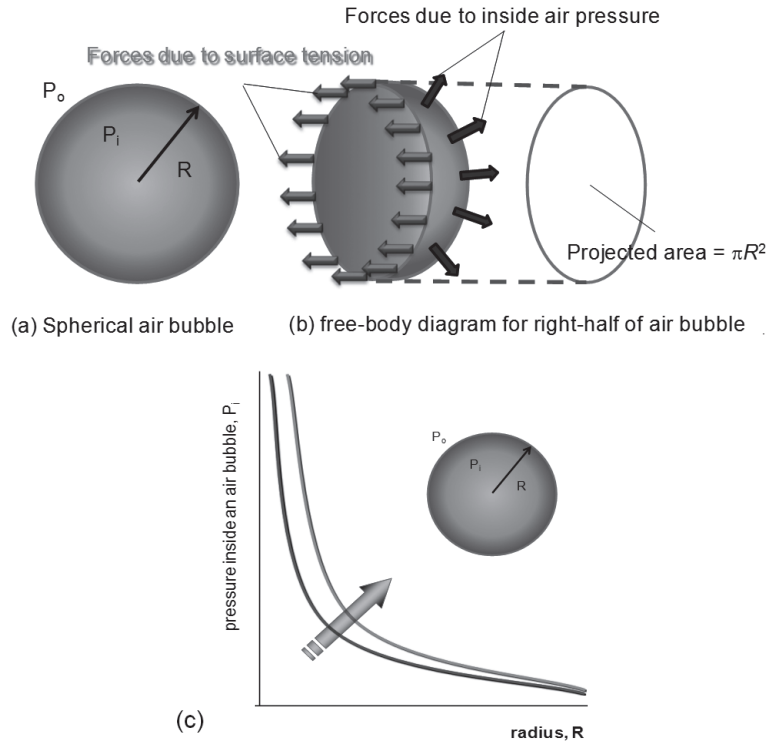 Forces due to inside air pressure
Forces due to surface tension
Pₒ
Pᵢ
R
Projected area = πR²
(a) Spherical air bubble
(b) free-body diagram for right-half of air bubble
pressure inside an air bubble, Pᵢ
Pₒ
Pᵢ
R
(c)
radius, R